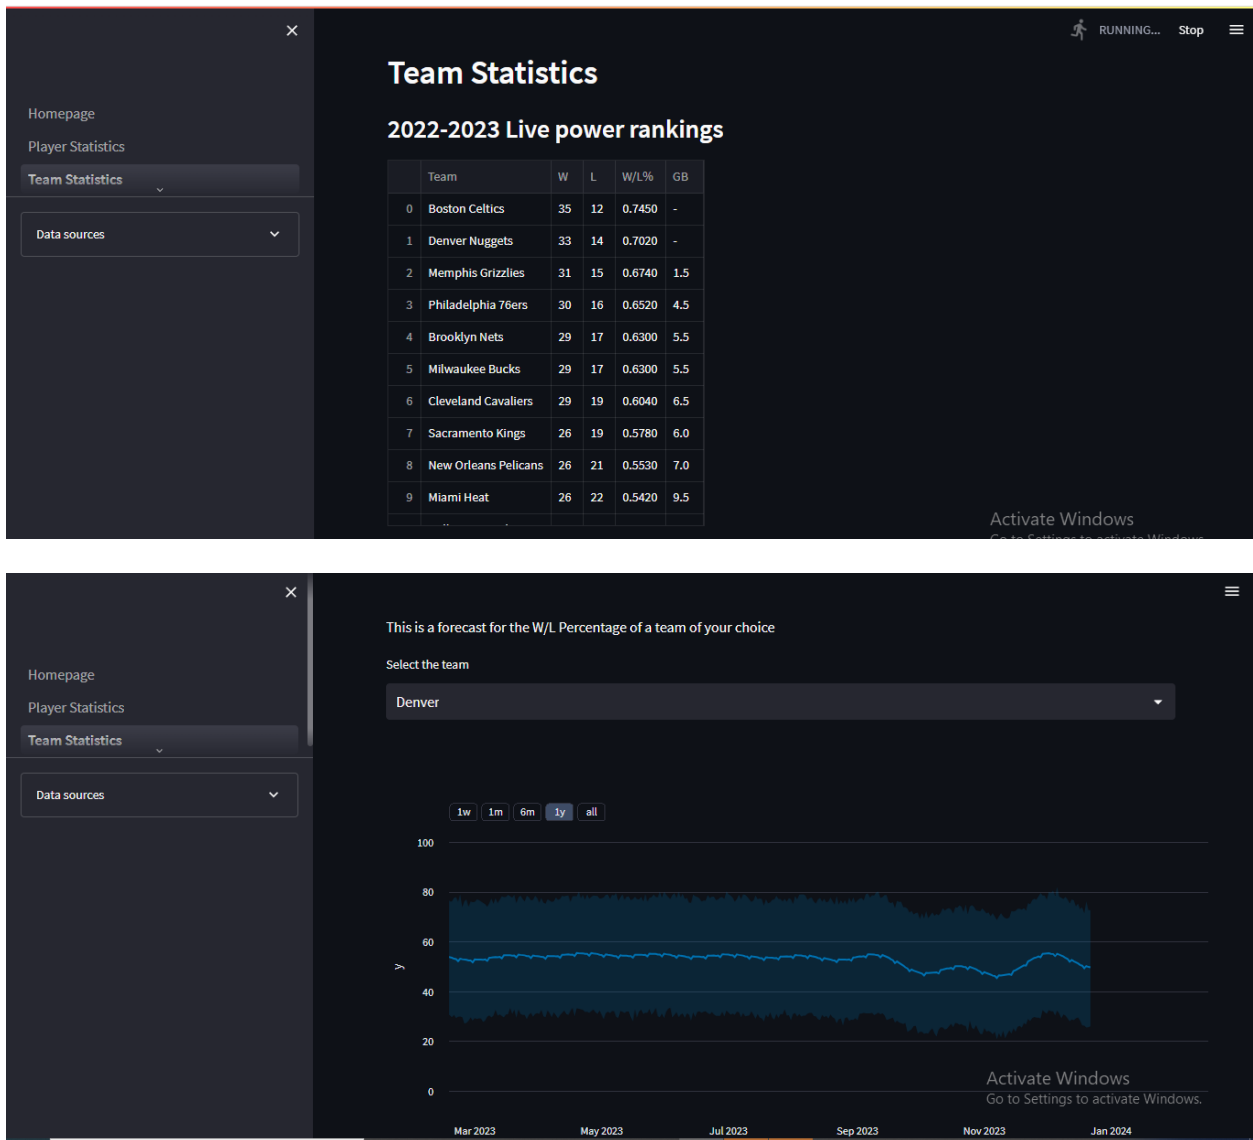 RUNNING... Stop
Team Statistics
Homepage
2022-2023 Live power rankings
Player Statistics
Team Statistics
Data sources
Team W L W/L% GB
0 Boston Celtics 35 12 0.7450 -
1 Denver Nuggets 33 14 0.7020 -
2 Memphis Grizzlies 31 15 0.6740 1.5
3 Philadelphia 76ers 30 16 0.6520 4.5
4 Brooklyn Nets 29 17 0.6300 5.5
5 Milwaukee Bucks 29 17 0.6300 5.5
6 Cleveland Cavaliers 29 19 0.6040 6.5
7 Sacramento Kings 26 19 0.5780 6.0
8 New Orleans Pelicans 26 21 0.5530 7.0
9 Miami Heat 26 22 0.5420 9.5
Activate Windows
Go to Settings to activate Windows.
Homepage
Player Statistics
Team Statistics
Data sources
This is a forecast for the W/L Percentage of a team of your choice
Select the team
Denver
1w 1m 6m 1y all
100
80
60
y
40
20
0
Activate Windows
Go to Settings to activate Windows.
Mar 2023 May 2023 Jul 2023 Sep 2023 Nov 2023 Jan 2024